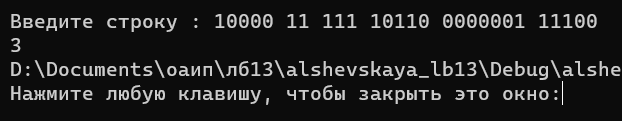 Введите строку : 10000 11 111 10110 0000001 11100
3
D:\Documents\оаип\лб13\alshevskaya_lb13\Debug\alshe
Нажмите любую клавишу, чтобы закрыть это окно: